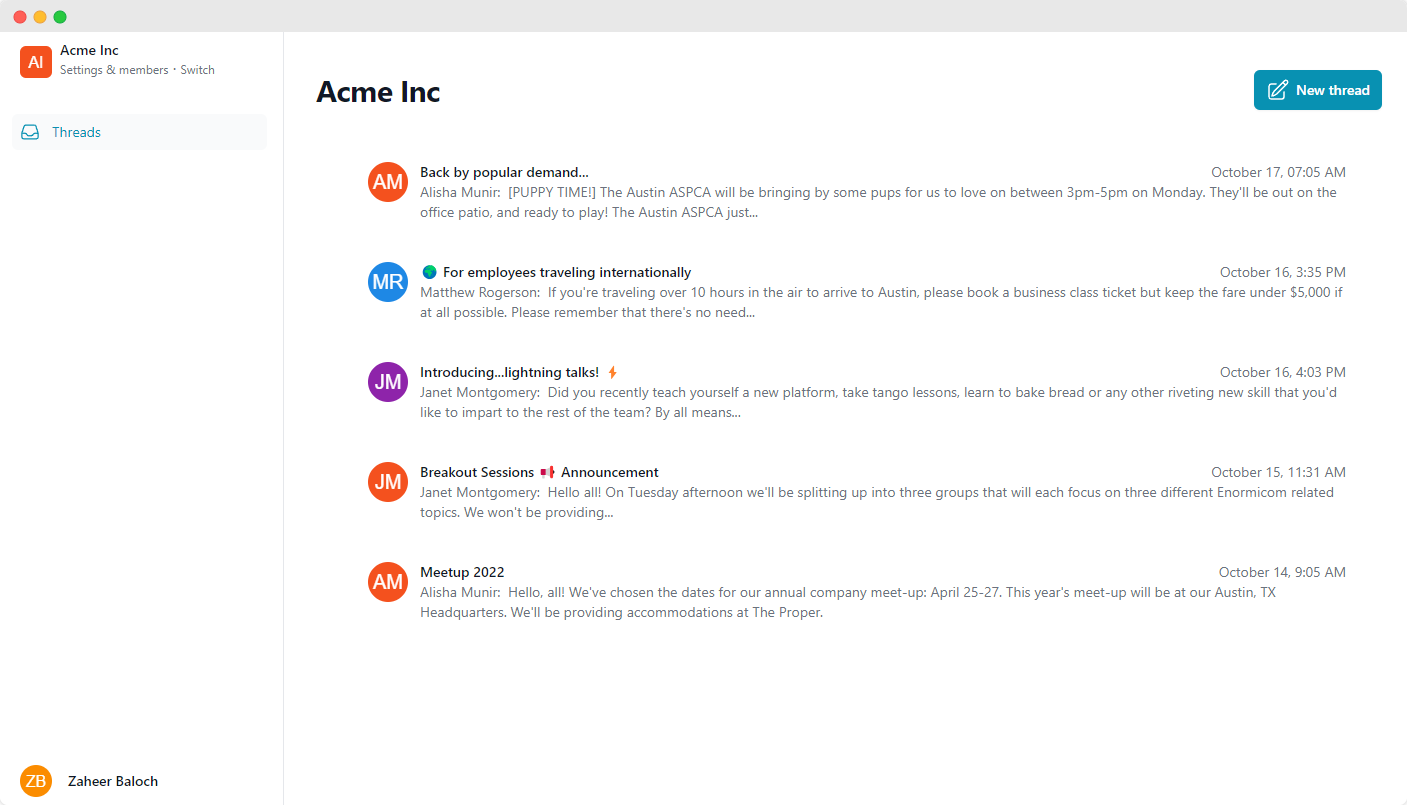 AI
Acme Inc
Settings & members · Switch
Threads
Acme Inc
New thread
AM
Back by popular demand...
October 17, 07:05 AM
Alisha Munir: [PUPPY TIME!] The Austin ASPCA will be bringing by some pups for us to love on between 3pm-5pm on Monday. They'll be out on the
office patio, and ready to play! The Austin ASPCA just...
MR
🌍 For employees traveling internationally
October 16, 3:35 PM
Matthew Rogerson: If you're traveling over 10 hours in the air to arrive to Austin, please book a business class ticket but keep the fare under $5,000 if
at all possible. Please remember that there's no need...
JM
Introducing...lightning talks! ⚡
October 16, 4:03 PM
Janet Montgomery: Did you recently teach yourself a new platform, take tango lessons, learn to bake bread or any other riveting new skill that you'd
like to impart to the rest of the team? By all means...
JM
Breakout Sessions 📢 Announcement
October 15, 11:31 AM
Janet Montgomery: Hello all! On Tuesday afternoon we'll be splitting up into three groups that will each focus on three different Enormicom related
topics. We won't be providing...
AM
Meetup 2022
October 14, 9:05 AM
Alisha Munir: Hello, all! We've chosen the dates for our annual company meet-up: April 25-27. This year's meet-up will be at our Austin, TX
Headquarters. We'll be providing accommodations at The Proper.
ZB
Zaheer Baloch